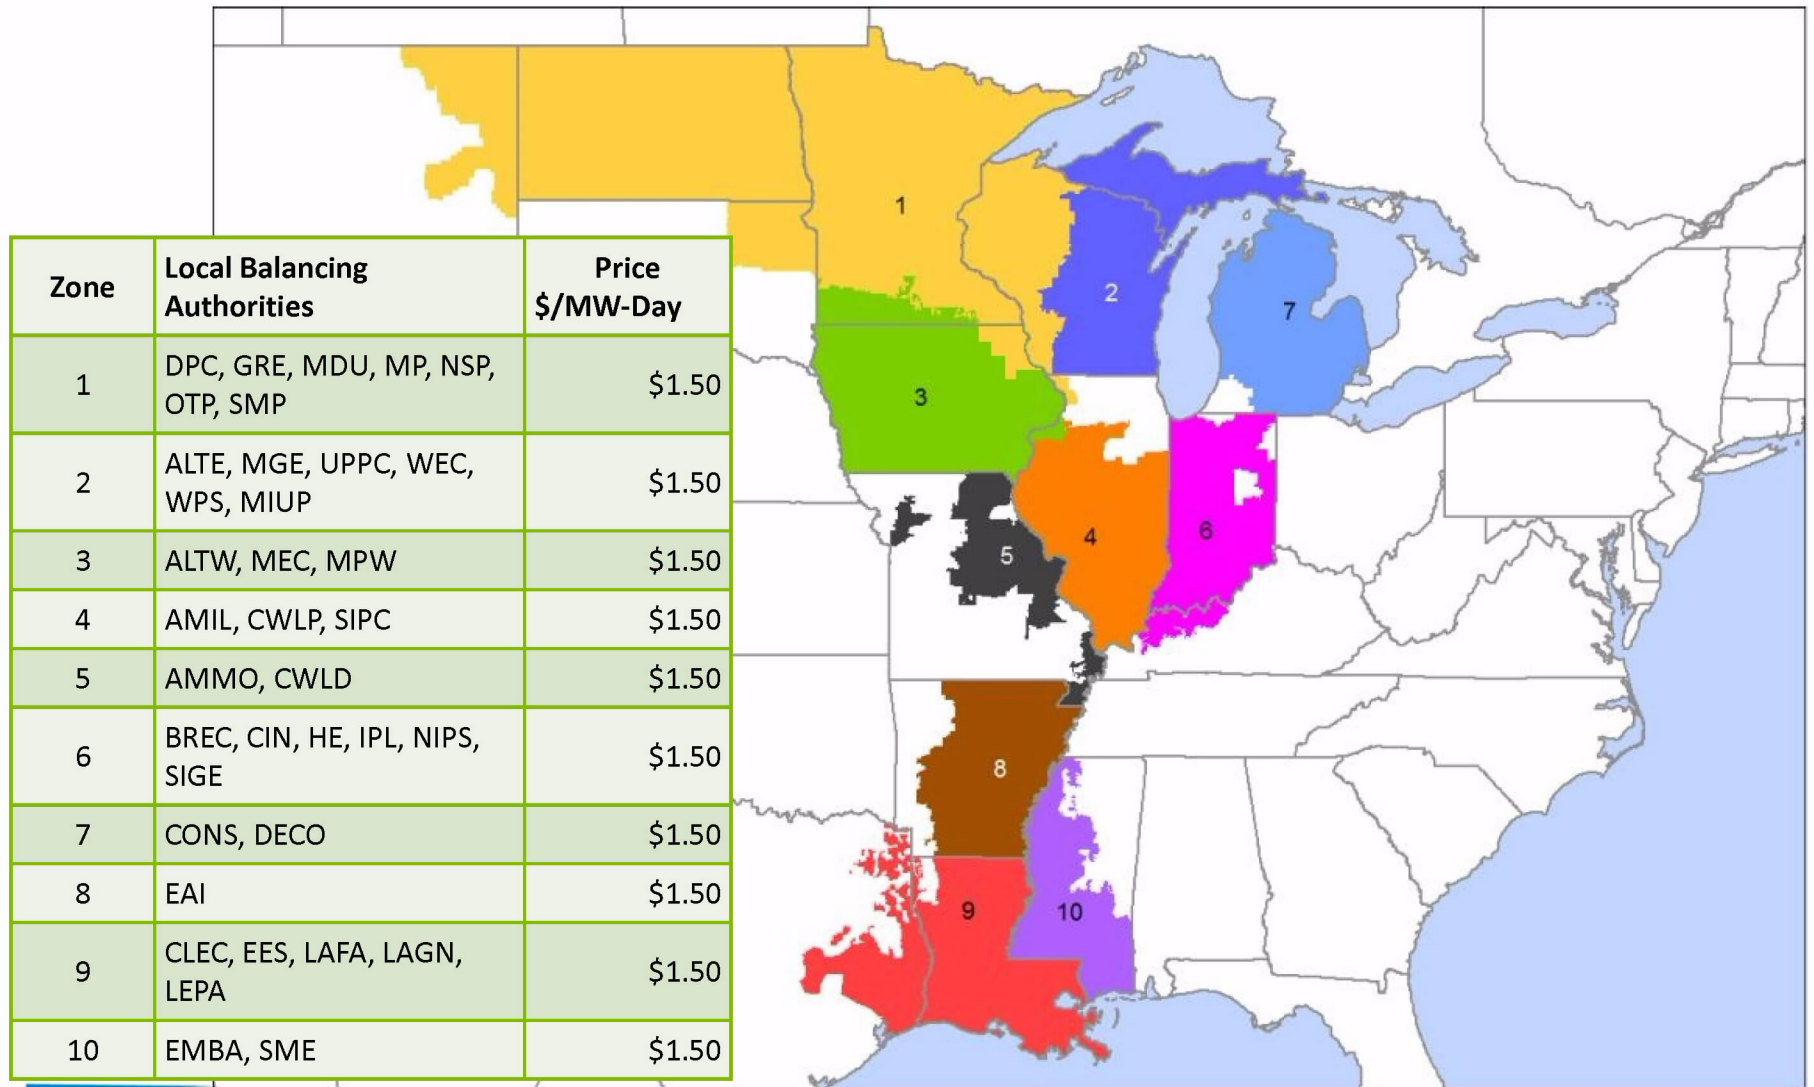 Zone
Local Balancing
Authorities
Price
$/MW-Day
1
DPC, GRE, MDU, MP, NSP,
OTP, SMP
$1.50
2
ALTE, MGE, UPPC, WEC,
WPS, MIUP
$1.50
3
ALTW, MEC, MPW
$1.50
4
AMIL, CWLP, SIPC
$1.50
5
AMMO, CWLD
$1.50
6
BREC, CIN, HE, IPL, NIPS,
SIGE
$1.50
7
CONS, DECO
$1.50
8
EAI
$1.50
9
CLEC, EES, LAFA, LAGN,
LEPA
$1.50
10
EMBA, SME
$1.50
1
2
7
3
4
6
5
8
9
10